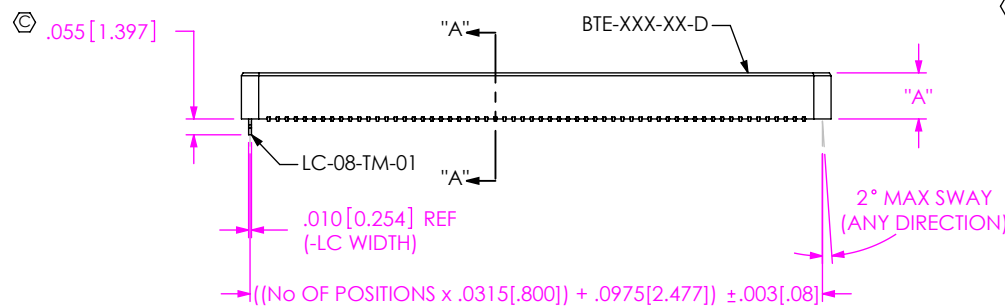 Ⓒ .055[1.397]
"A"
BTE-XXX-XX-D
"A"
LC-08-TM-01
"A"
.010[0.254] REF
(-LC WIDTH)
2° MAX SWAY
(ANY DIRECTION)
((No OF POSITIONS x .0315[.800]) + .0975[2.477]) ±.003[.08]